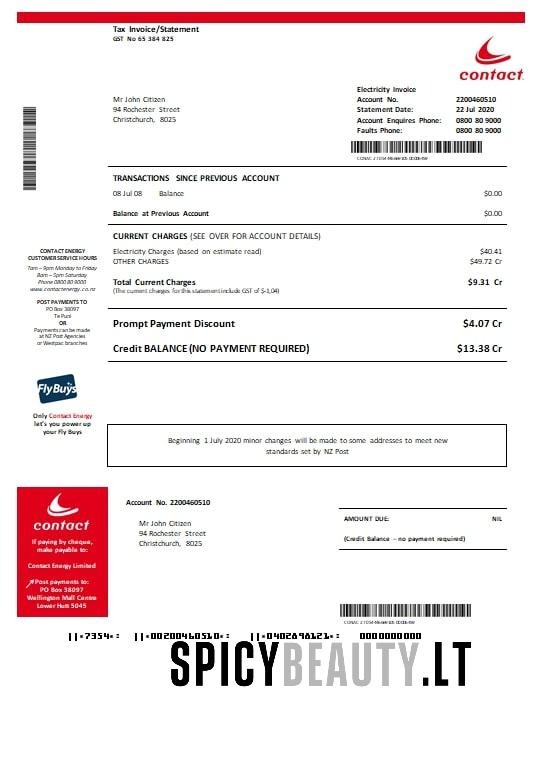 Tax Invoice/Statement
GST No 65 384 825
contact
Mr John Citizen
94 Rochester Street
Christchurch, 8025
Electricity Invoice
Account No. 2200460510
Statement Date: 22 Jul 2020
Account Enquires Phone: 0800 80 9000
Faults Phone: 0800 80 9000
TRANSACTIONS SINCE PREVIOUS ACCOUNT
08 Jul 08 Balance $0.00
Balance at Previous Account $0.00
CURRENT CHARGES (SEE OVER FOR ACCOUNT DETAILS)
Electricity Charges (based on estimate read) $40.41
OTHER CHARGES $49.72 Cr
Total Current Charges $9.31 Cr
(The current charges for this statement include GST of $-1,04)
Prompt Payment Discount $4.07 Cr
Credit BALANCE (NO PAYMENT REQUIRED) $13.38 Cr
CONTACT ENERGY
CUSTOMER SERVICE HOURS
7am – 9pm Monday to Friday
8am – 5pm Saturday
Phone 0800 80 9000
www.contactenergy.co.nz
POST PAYMENTS TO
PO Box 38097
Te Puni
OR
Payments can be made
at NZ Post Agencies
or Westpac branches
FlyBuys
Only Contact Energy
let's you power up
your Fly Buys
Beginning 1 July 2020 minor changes will be made to some addresses to meet new
standards set by NZ Post
contact
If paying by cheque,
make payable to:
Contact Energy Limited
Post payments to:
PO Box 38097
Wellington Mall Centre
Lower Hutt 5045
Account No. 2200460510
Mr John Citizen
94 Rochester Street
Christchurch, 8025
AMOUNT DUE: NIL
(Credit Balance – no payment required)
SPICYBEAUTY.LT